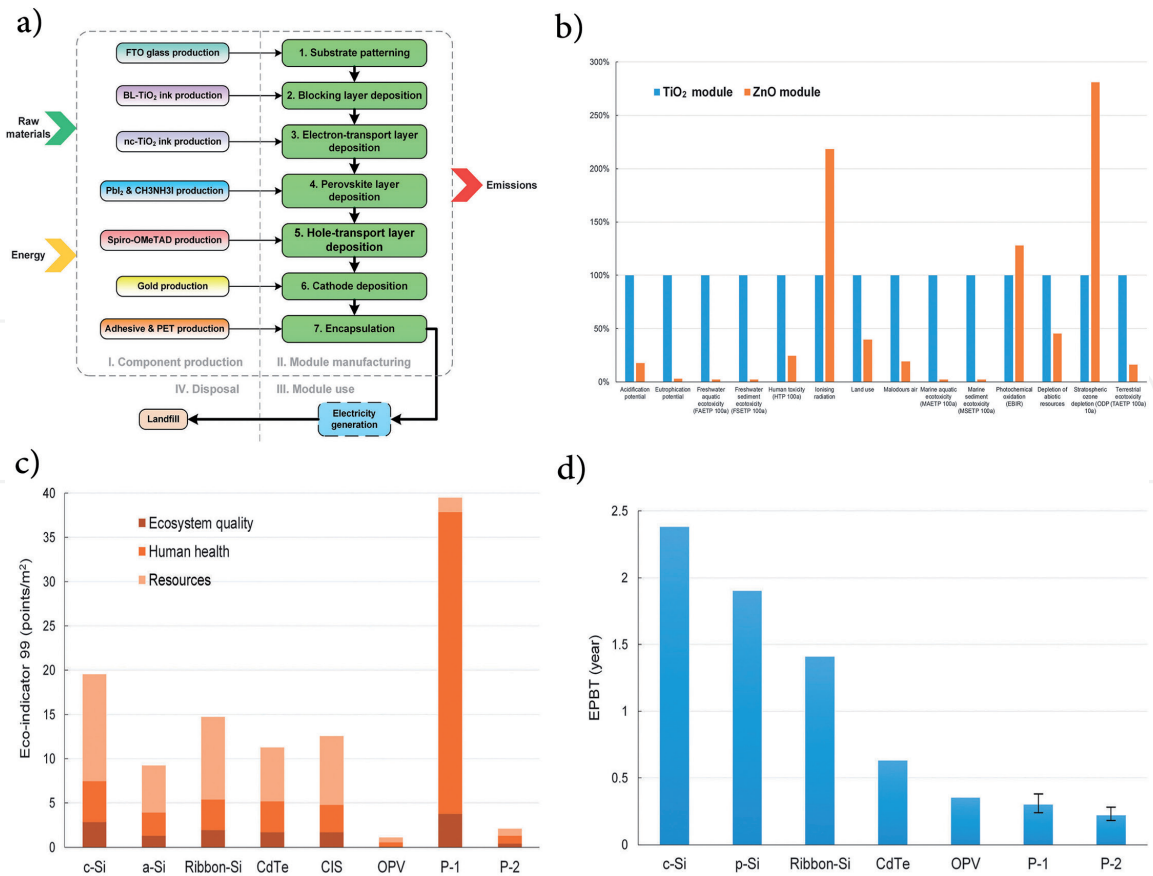 a)
FTO glass production
1. Substrate patterning
BL-TiO₂ ink production
2. Blocking layer deposition
Raw
materials
nc-TiO₂ ink production
3. Electron-transport layer
deposition
PbI₂ & CH3NH3I production
4. Perovskite layer
deposition
Emissions
Energy
Spiro-OMeTAD production
5. Hole-transport layer
deposition
Gold production
6. Cathode deposition
Adhesive & PET production
7. Encapsulation
I. Component production
II. Module manufacturing
IV. Disposal
III. Module use
Landfill
Electricity
generation
b)
300%
250%
200%
150%
100%
50%
0%
TiO₂ module
ZnO module
Acidification
potential
Eutrophication
potential
Freshwater
aquatic
ecotoxicity
(FAETP 100a)
Freshwater
sediment
ecotoxicity
(FSETP 100a)
Human toxicity
(HTP 100a)
Ionising
radiation
Land use
Malodours air
Marine aquatic
ecotoxicity
(MAETP 100a)
Marine
sediment
ecotoxicity
(MSETP 100a)
Photochemical
oxidation
(EBIR)
Depletion of
abiotic
resources
Stratospheric
ozone
depletion (ODP
10a)
Terrestrial
ecotoxicity
(TAETP 100a)
c)
Eco-indicator 99 (points/m²)
40
35
30
25
20
15
10
5
0
Ecosystem quality
Human health
Resources
c-Si
a-Si
Ribbon-Si
CdTe
CIS
OPV
P-1
P-2
d)
EPBT (year)
2.5
2
1.5
1
0.5
0
c-Si
p-Si
Ribbon-Si
CdTe
OPV
P-1
P-2